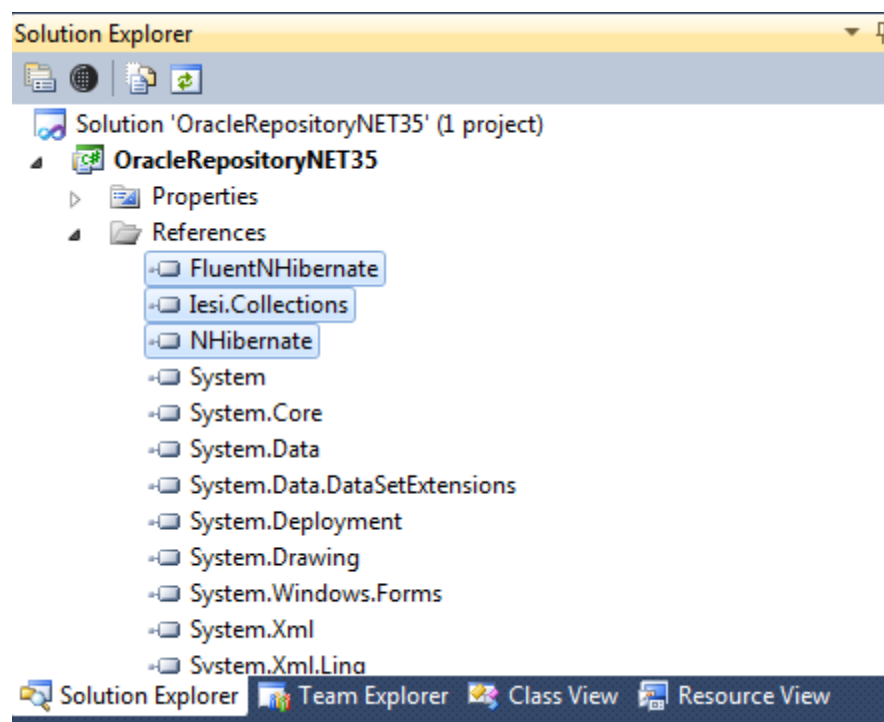 Solution Explorer
Solution 'OracleRepositoryNET35' (1 project)
OracleRepositoryNET35
Properties
References
FluentNHibernate
Iesi.Collections
NHibernate
System
System.Core
System.Data
System.Data.DataSetExtensions
System.Deployment
System.Drawing
System.Windows.Forms
System.Xml
System.Xml.Linq
Solution Explorer Team Explorer Class View Resource View